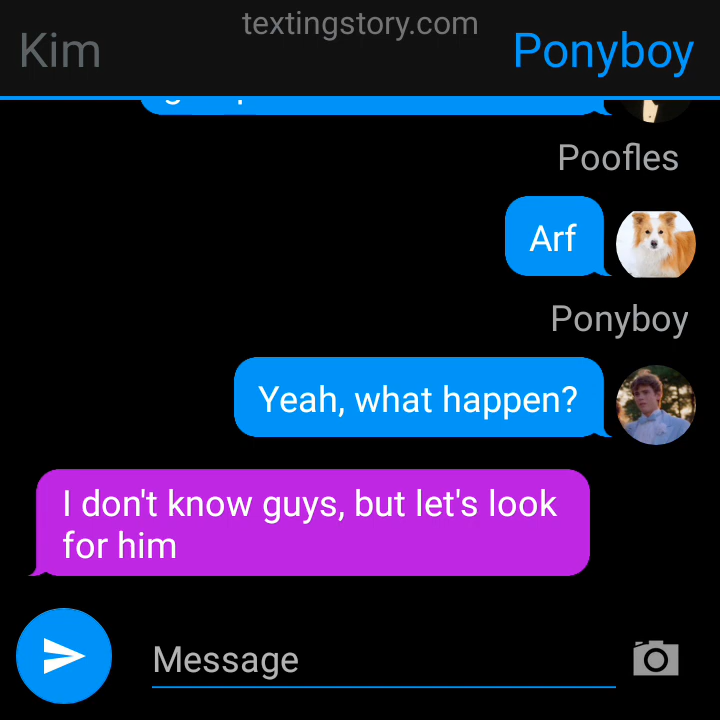 textingstory.com
Kim
Ponyboy
Poofles
Arf
Ponyboy
Yeah, what happen?
I don't know guys, but let's look
for him
Message